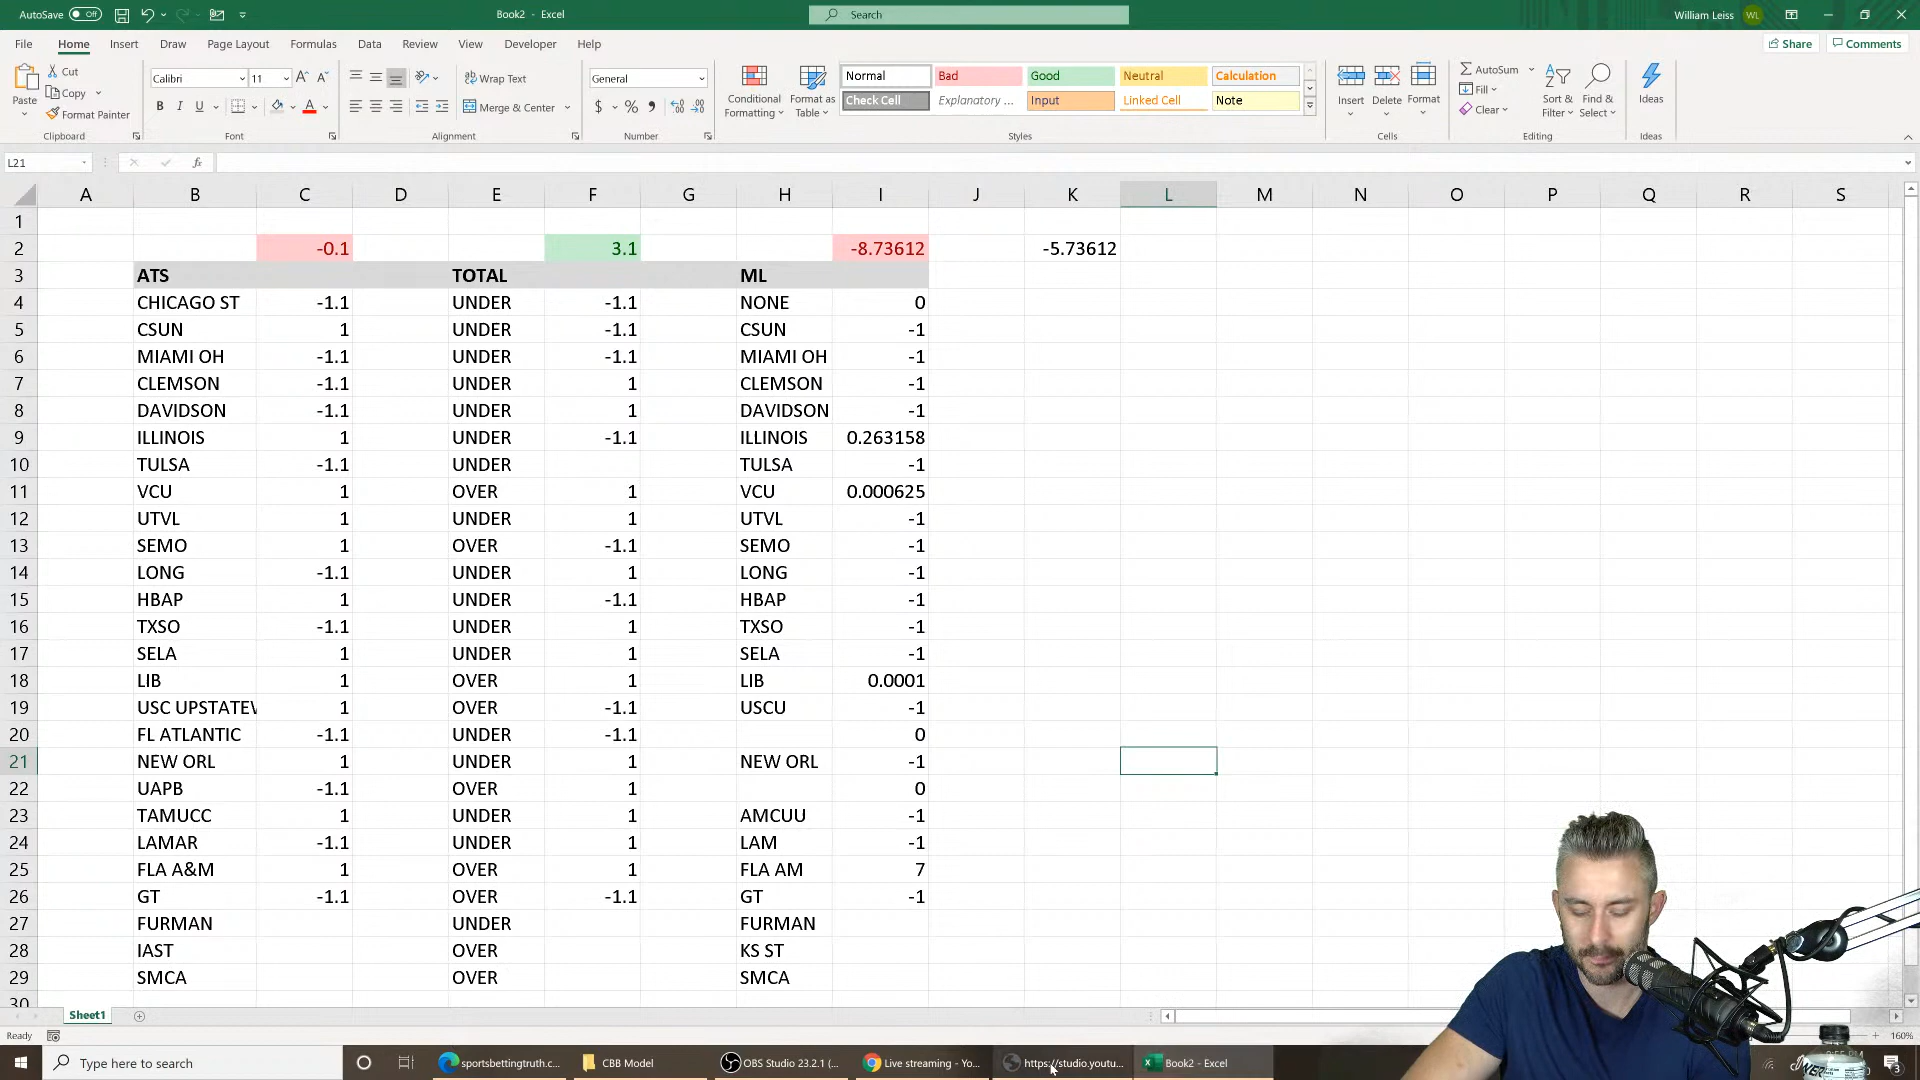 AutoSave Off Book2 - Excel Search William Leiss WL
File Home Insert Draw Page Layout Formulas Data Review View Developer Help Share Comments
Cut Calibri 11 A^ A˅ Wrap Text General Normal Bad Good Neutral Calculation AutoSum
Paste Copy Fill
Format Painter B I U A Merge & Center $ % , Conditional Formatting Format as Table Check Cell Explanatory ... Input Linked Cell Note Insert Delete Format Clear Sort & Filter Find & Select Ideas
Clipboard Font Alignment Number Styles Cells Editing Ideas
L21 fx
A B C D E F G H I J K L M N O P Q R S
1
2 -0.1 3.1 -8.73612 -5.73612
3 ATS TOTAL ML
4 CHICAGO ST -1.1 UNDER -1.1 NONE 0
5 CSUN 1 UNDER -1.1 CSUN -1
6 MIAMI OH -1.1 UNDER -1.1 MIAMI OH -1
7 CLEMSON -1.1 UNDER 1 CLEMSON -1
8 DAVIDSON -1.1 UNDER 1 DAVIDSON -1
9 ILLINOIS 1 UNDER -1.1 ILLINOIS 0.263158
10 TULSA -1.1 UNDER TULSA -1
11 VCU 1 OVER 1 VCU 0.000625
12 UTVL 1 UNDER 1 UTVL -1
13 SEMO 1 OVER -1.1 SEMO -1
14 LONG -1.1 UNDER 1 LONG -1
15 HBAP 1 UNDER -1.1 HBAP -1
16 TXSO -1.1 UNDER 1 TXSO -1
17 SELA 1 UNDER 1 SELA -1
18 LIB 1 OVER 1 LIB 0.0001
19 USC UPSTATEV 1 OVER -1.1 USCU -1
20 FL ATLANTIC -1.1 UNDER -1.1 0
21 NEW ORL 1 UNDER 1 NEW ORL -1
22 UAPB -1.1 OVER 1 0
23 TAMUCC 1 UNDER 1 AMCUU -1
24 LAMAR -1.1 UNDER 1 LAM -1
25 FLA A&M 1 OVER 1 FLA AM 7
26 GT -1.1 OVER -1.1 GT -1
27 FURMAN UNDER FURMAN
28 IAST OVER KS ST
29 SMCA OVER SMCA
30
Sheet1
Ready 160%
Type here to search sportsbettingtruth.c... CBB Model OBS Studio 23.2.1 (... Live streaming - Yo... https://studio.youtu... Book2 - Excel 3